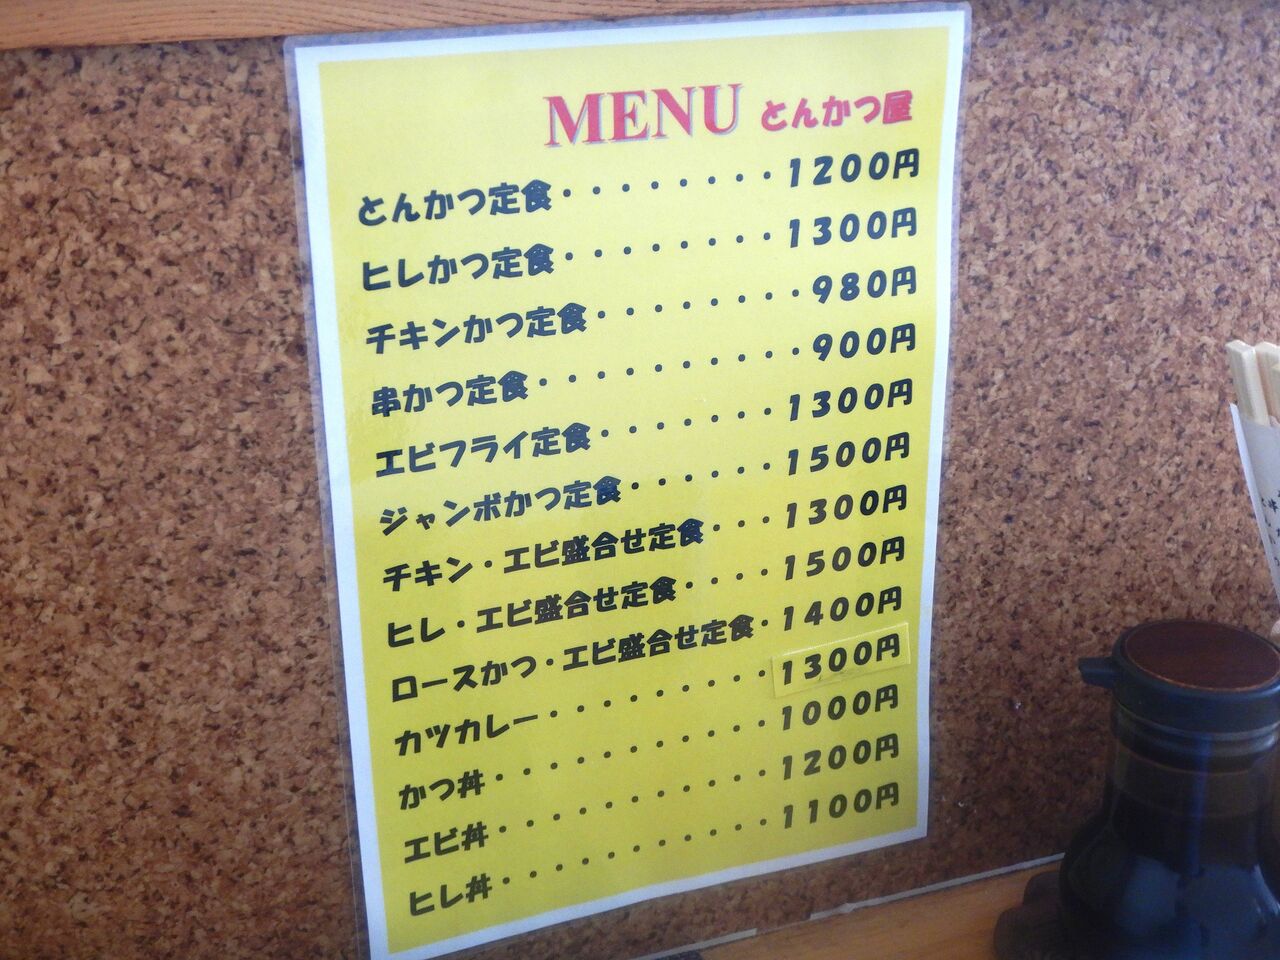 MENU とんかつ屋
とんかつ定食・・・・・・・・1200円
ヒレかつ定食・・・・・・・・1300円
チキンかつ定食・・・・・・・・980円
串かつ定食・・・・・・・・・・900円
エビフライ定食・・・・・・・1300円
ジャンボかつ定食・・・・・・1500円
チキン・エビ盛合せ定食・・・1300円
ヒレ・エビ盛合せ定食・・・・1500円
ロースかつ・エビ盛合せ定食・1400円
カツカレー・・・・・・・・・1300円
かつ丼・・・・・・・・・・・1000円
エビ丼・・・・・・・・・・・1200円
ヒレ丼・・・・・・・・・・・1100円